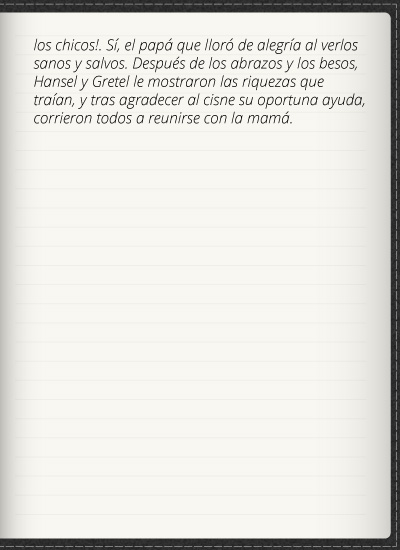 los chicos!. Sí, el papá que lloró de alegría al verlos
sanos y salvos. Después de los abrazos y los besos,
Hansel y Gretel le mostraron las riquezas que
traían, y tras agradecer al cisne su oportuna ayuda,
corrieron todos a reunirse con la mamá.